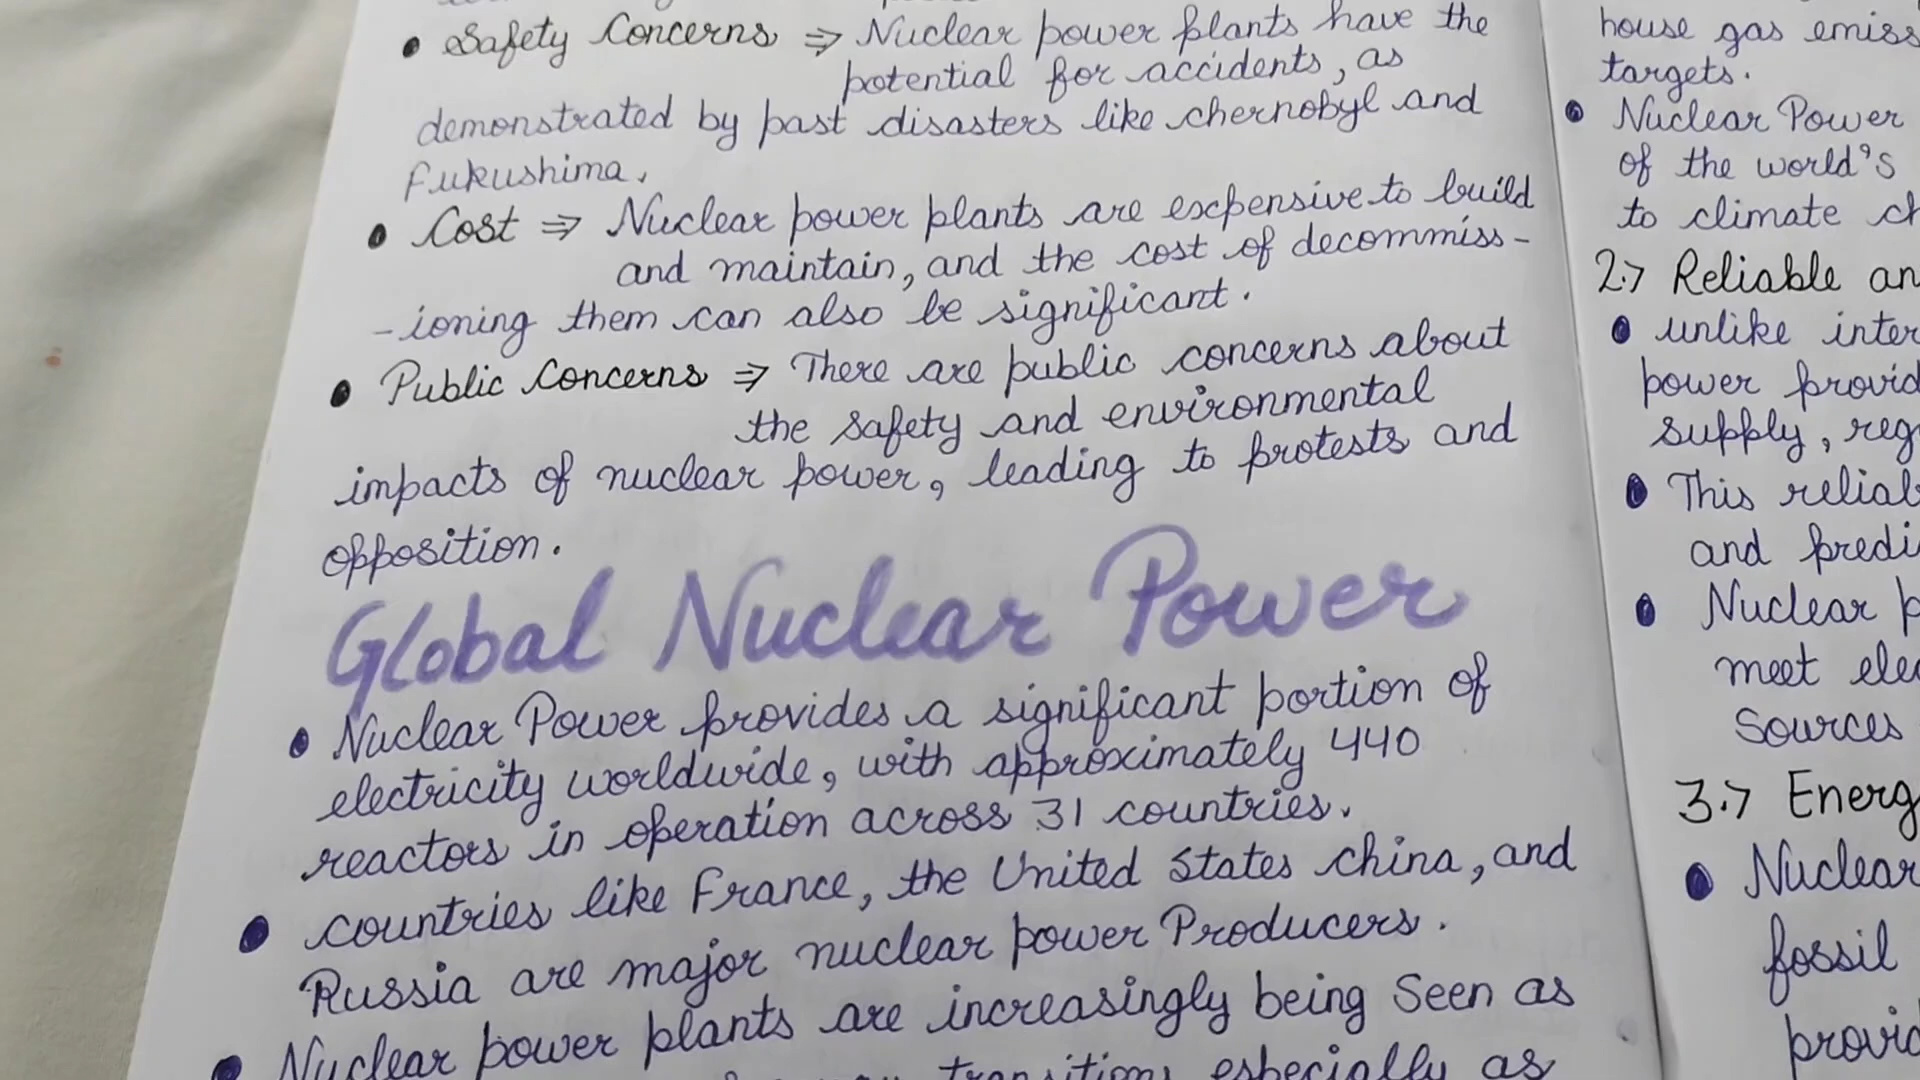 • Safety Concerns ⇒ Nuclear power plants have the
potential for accidents, as
demonstrated by past disasters like chernobyl and
fukushima.
• Cost ⇒ Nuclear power plants are expensive to build
and maintain, and the cost of decommiss-
-ioning them can also be significant.
• Public Concerns ⇒ There are public concerns about
the safety and environmental
impacts of nuclear power, leading to protests and
opposition.
Global Nuclear Power
• Nuclear Power provides a significant portion of
electricity worldwide, with approximately 440
reactors in operation across 31 countries.
• countries like France, the United States china, and
Russia are major nuclear power Producers.
• Nuclear power plants are increasingly being Seen as
especially as
house gas emiss
targets.
• Nuclear Power
of the world's
to climate ch
2.> Reliable an
• unlike inter
power provid
supply, reg
• This reliab
and predi
• Nuclear p
meet elec
Sources
3.> Energ
• Nuclear
fossil
provid